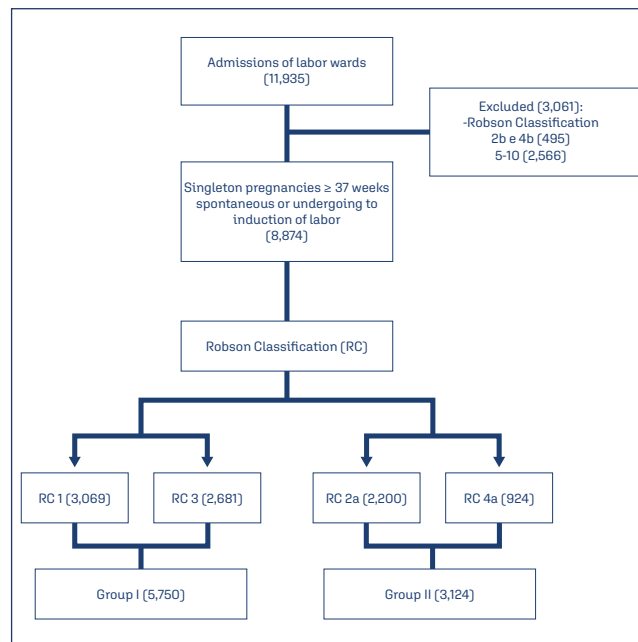 Admissions of labor wards
(11,935)
Excluded (3,061):
-Robson Classification
2b e 4b (495)
5-10 (2,566)
Singleton pregnancies ≥ 37 weeks
spontaneous or undergoing to
induction of labor
(8,874)
Robson Classification (RC)
RC 1 (3,069)
RC 3 (2,681)
RC 2a (2,200)
RC 4a (924)
Group I (5,750)
Group II (3,124)